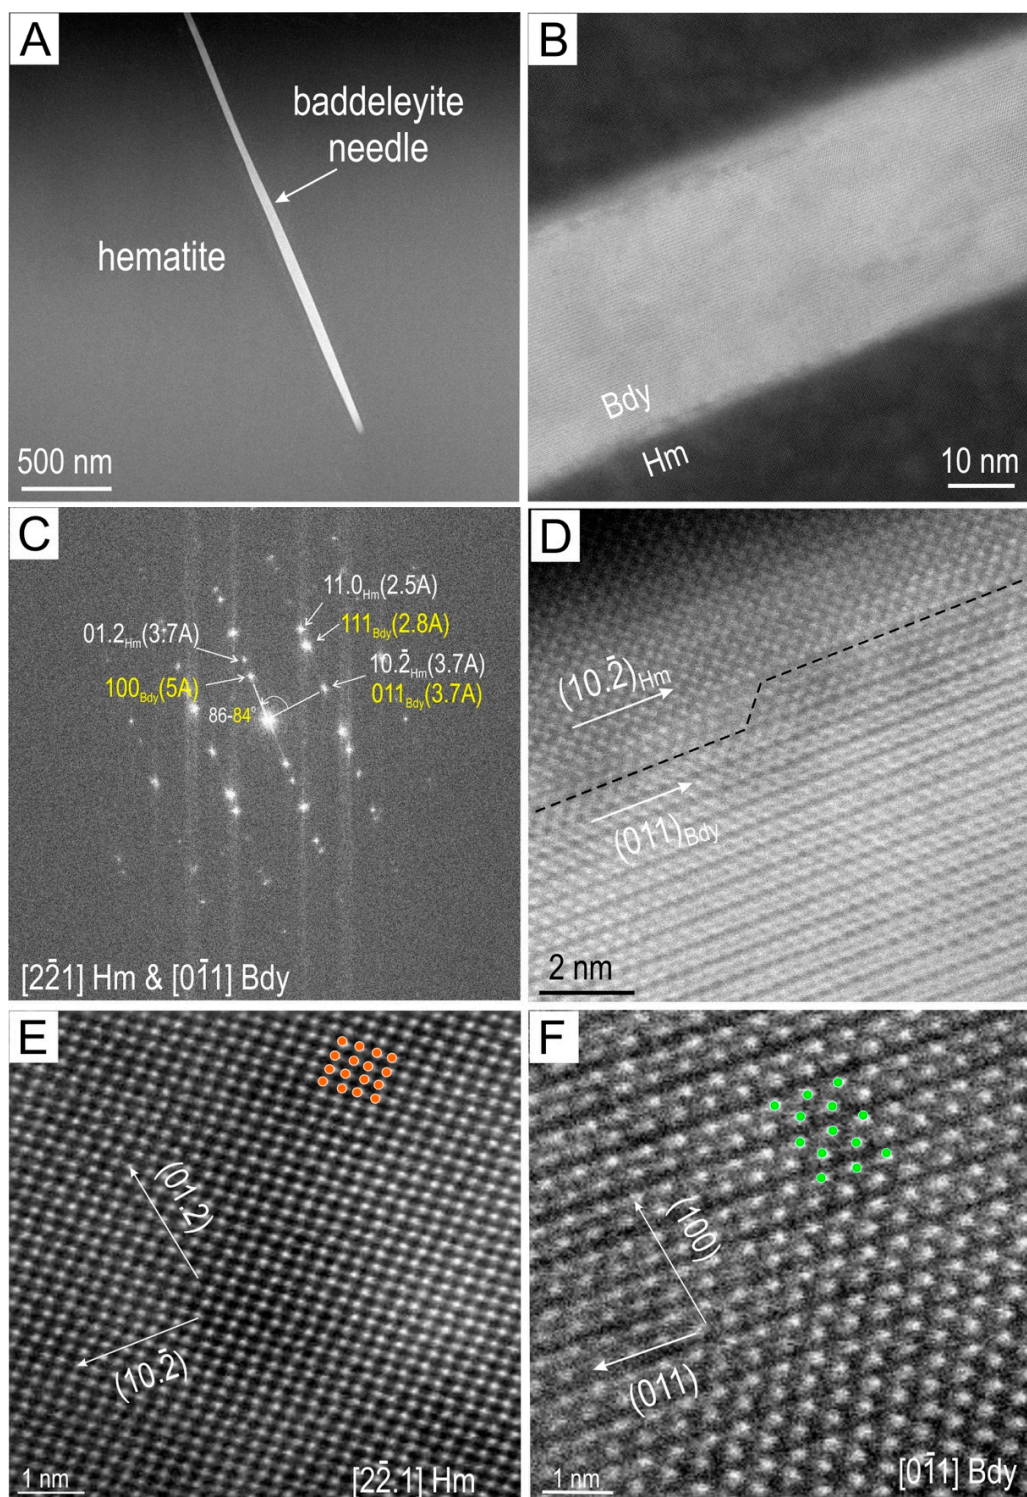 A
baddeleyite
needle
hematite
500 nm
B
Bdy
Hm
10 nm
C
11.0Hm(2.5A)
111Bdy(2.8A)
01.2Hm(3.7A)
10.2̄Hm(3.7A)
100Bdy(5A)
011Bdy(3.7A)
86-84°
[22̄1] Hm & [01̄1] Bdy
D
(10.2̄)Hm
(011)Bdy
2 nm
E
(01.2)
(10.2̄)
1 nm
[22̄.1] Hm
F
(100)
(011)
1 nm
[01̄1] Bdy